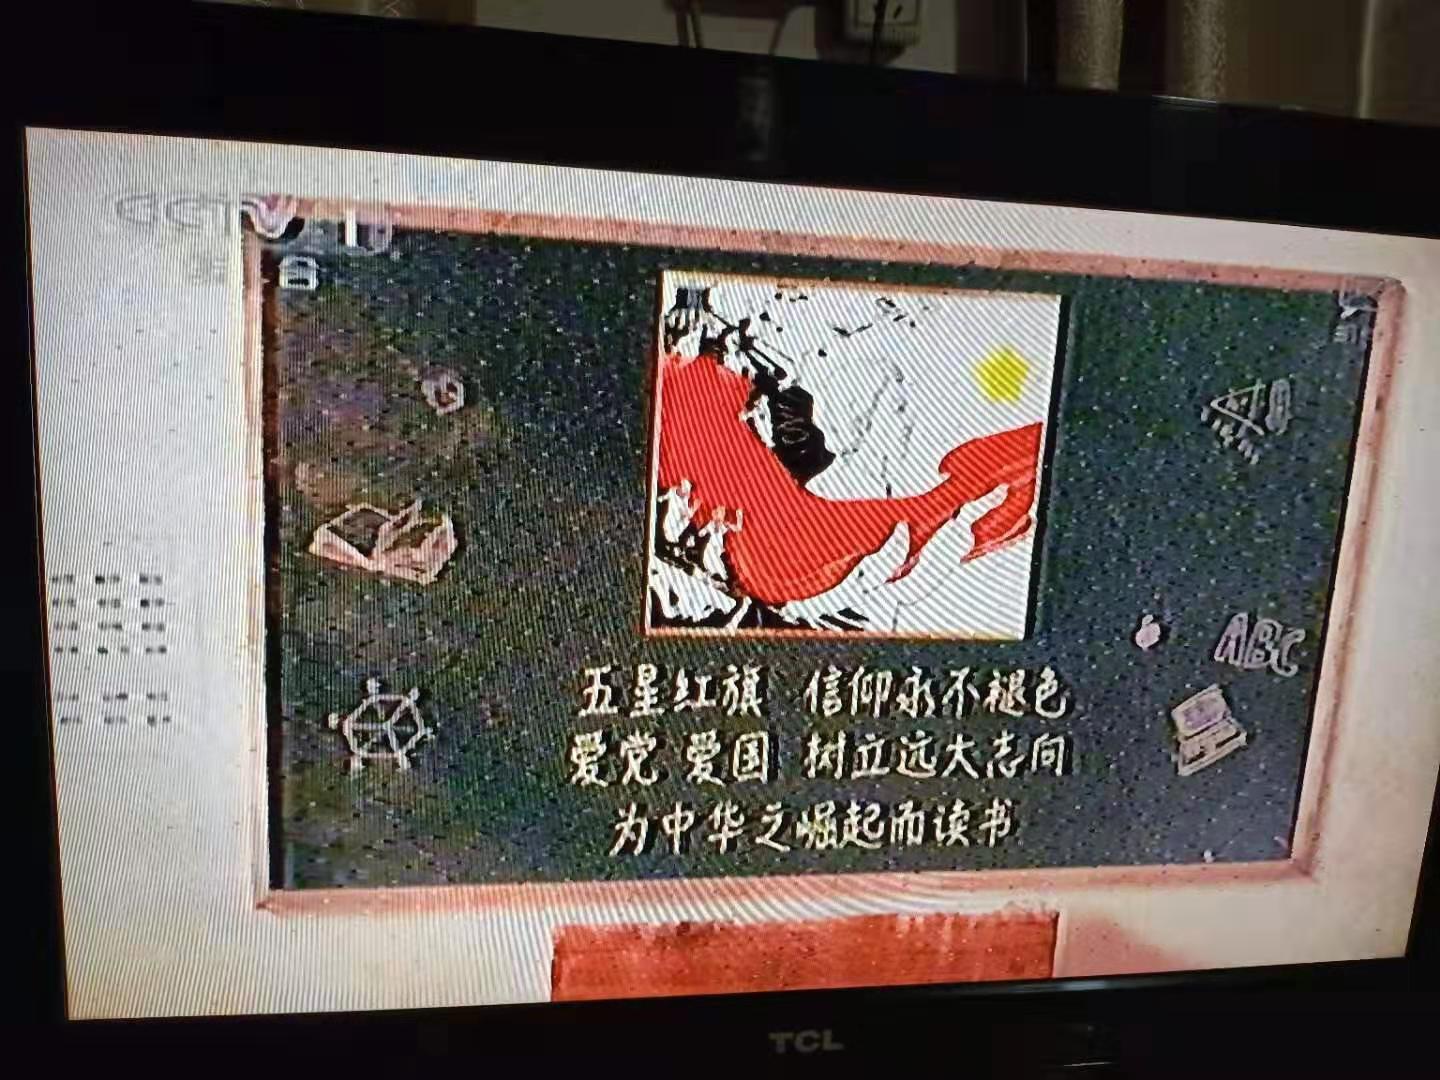 CCTV 1
五星红旗 信仰永不褪色
爱党 爱国 树立远大志向
为中华之崛起而读书
ABC
TCL